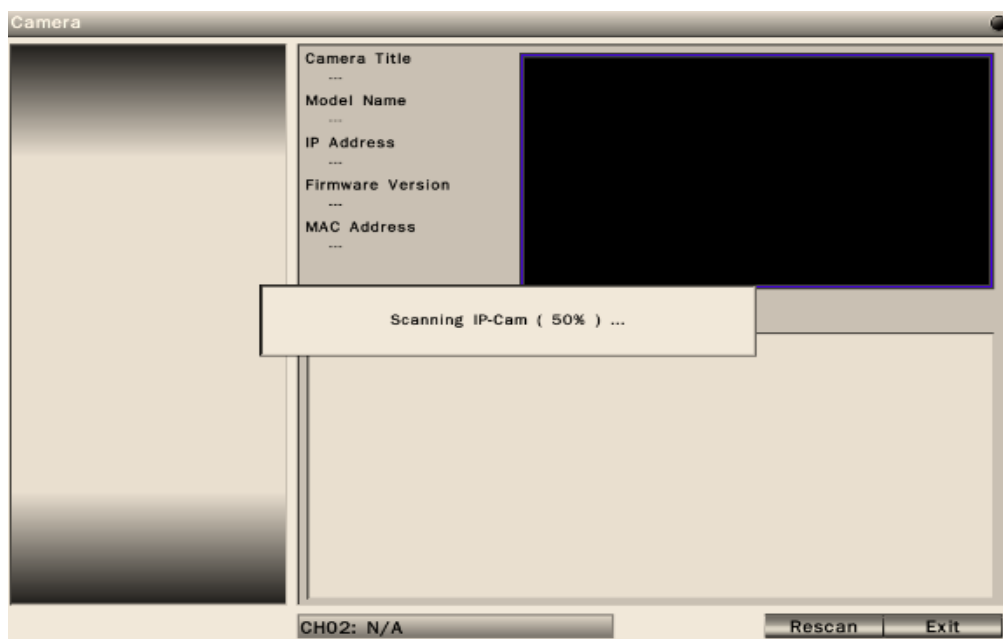 Camera
Camera Title
---
Model Name
---
IP Address
---
Firmware Version
---
MAC Address
---
Scanning IP-Cam ( 50% ) ...
CH02: N/A
Rescan
Exit